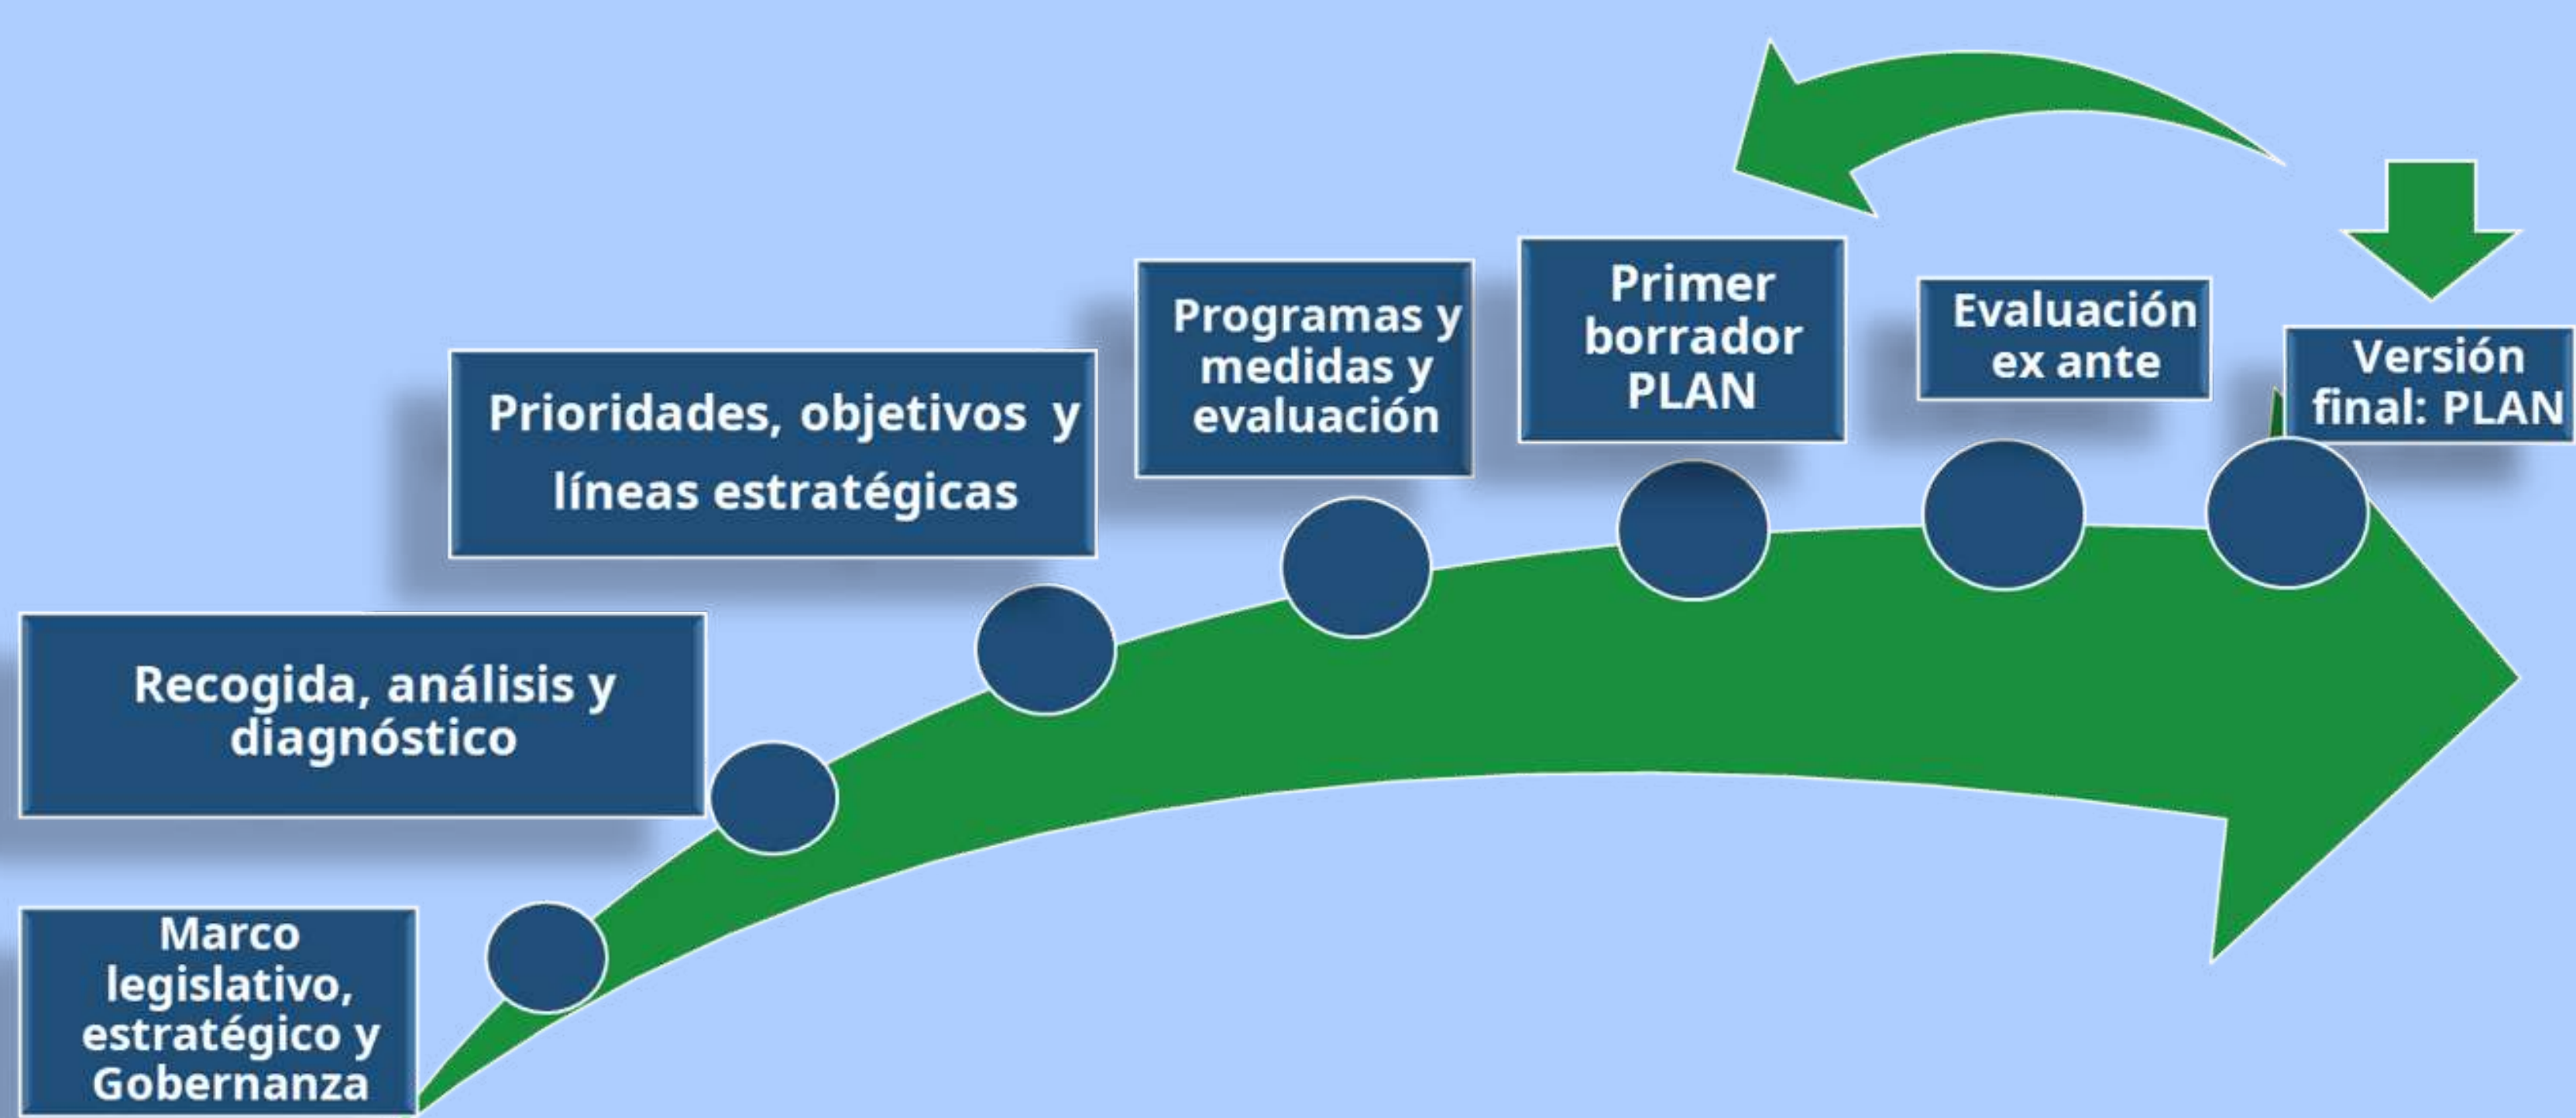 Primer
borrador
PLAN
Programas y
medidas y
evaluación
Evaluación
ex ante
Versión
final: PLAN
Prioridades, objetivos y
líneas estratégicas
Recogida, análisis y
diagnóstico
Marco
legislativo,
estratégico y
Gobernanza